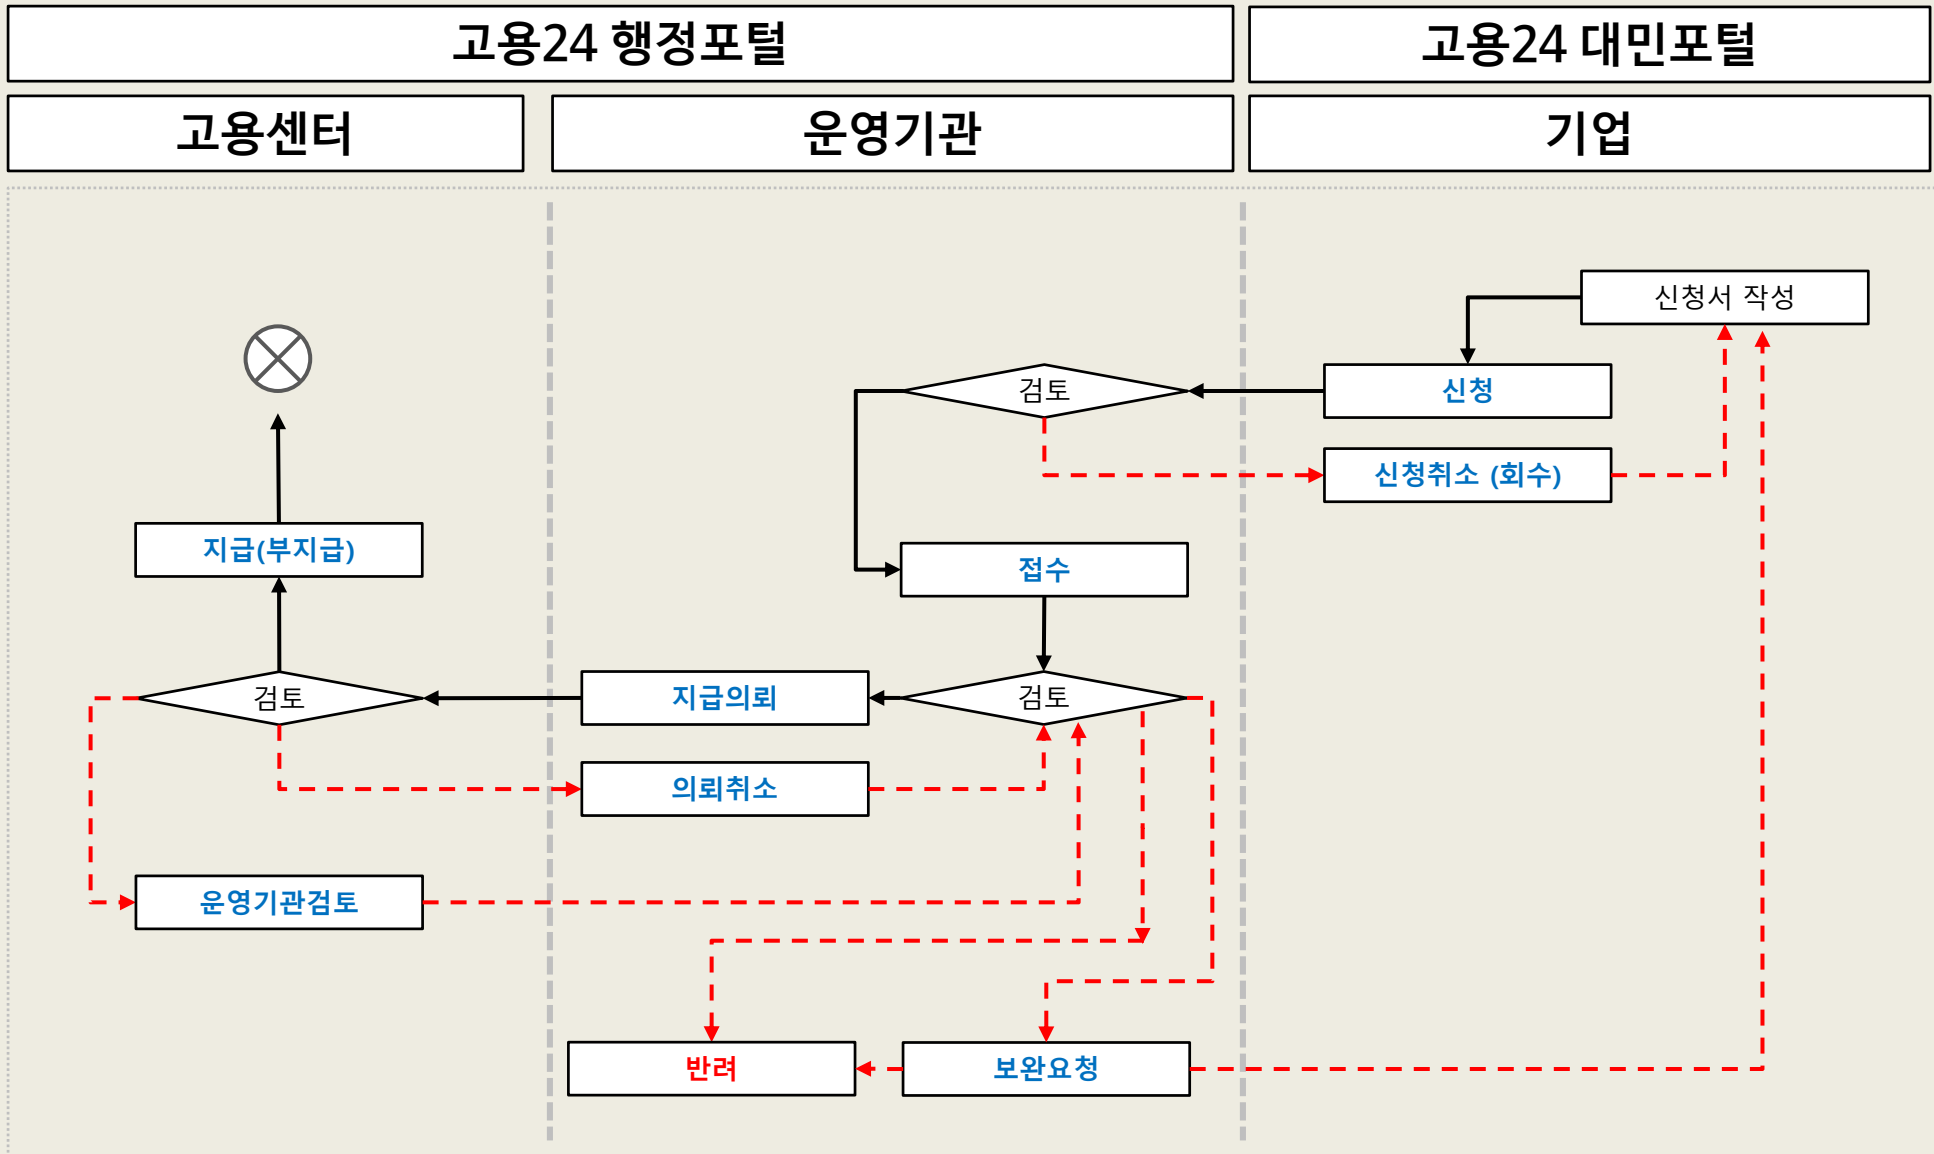 고용24 행정포털
고용24 대민포털
고용센터
운영기관
기업
신청서 작성
신청
검토
신청취소 (회수)
지급(부지급)
접수
검토
지급의뢰
검토
의뢰취소
운영기관검토
반려
보완요청